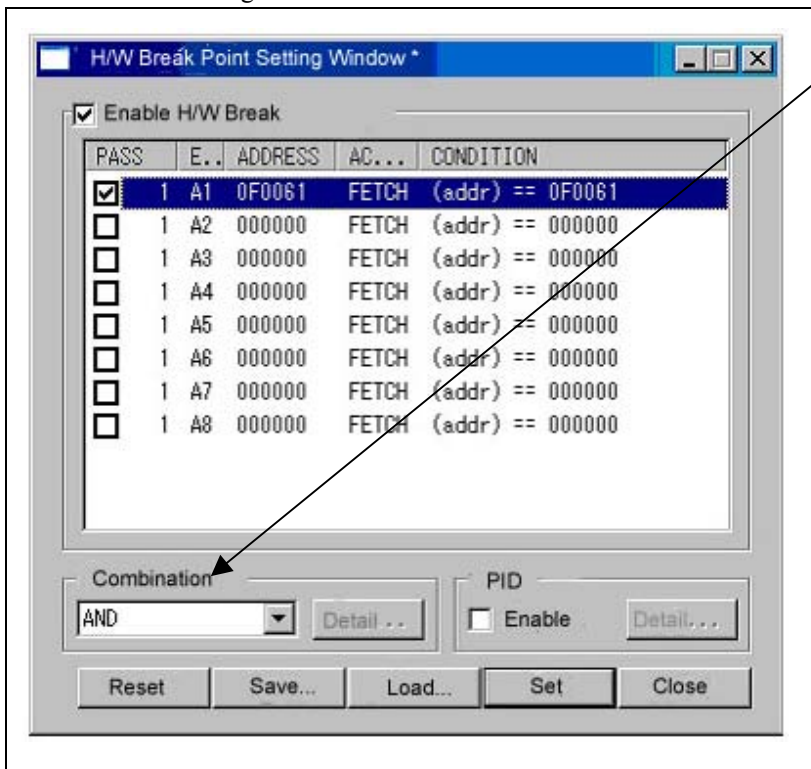 H/W Break Point Setting Window *
Enable H/W Break
PASS E.. ADDRESS AC... CONDITION
1 A1 0F0061 FETCH (addr) == 0F0061
1 A2 000000 FETCH (addr) == 000000
1 A3 000000 FETCH (addr) == 000000
1 A4 000000 FETCH (addr) == 000000
1 A5 000000 FETCH (addr) == 000000
1 A6 000000 FETCH (addr) == 000000
1 A7 000000 FETCH (addr) == 000000
1 A8 000000 FETCH (addr) == 000000
Combination PID
AND Detail .. Enable Detail...
Reset Save... Load... Set Close